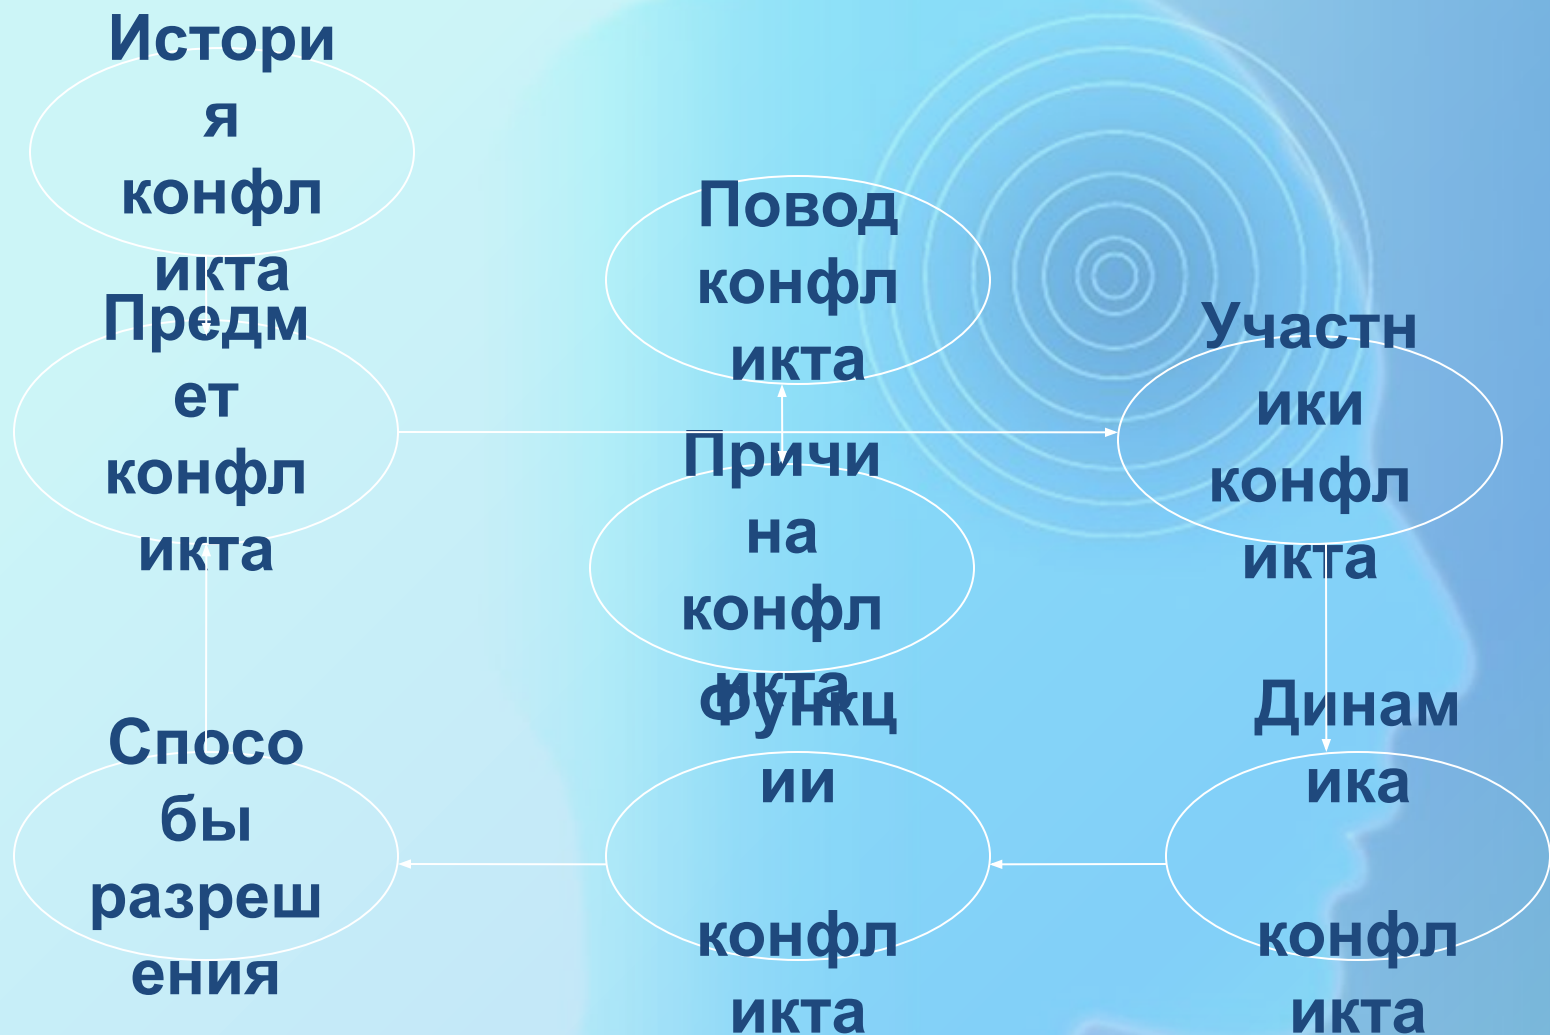 Истори
я
конфл
икта
Предм
ет
конфл
икта
Повод
конфл
икта
Причи
на
конфл
икта
Участн
ики
конфл
икта
Спосо
бы
разреш
ения
Функц
ии
конфл
икта
Динам
ика
конфл
икта